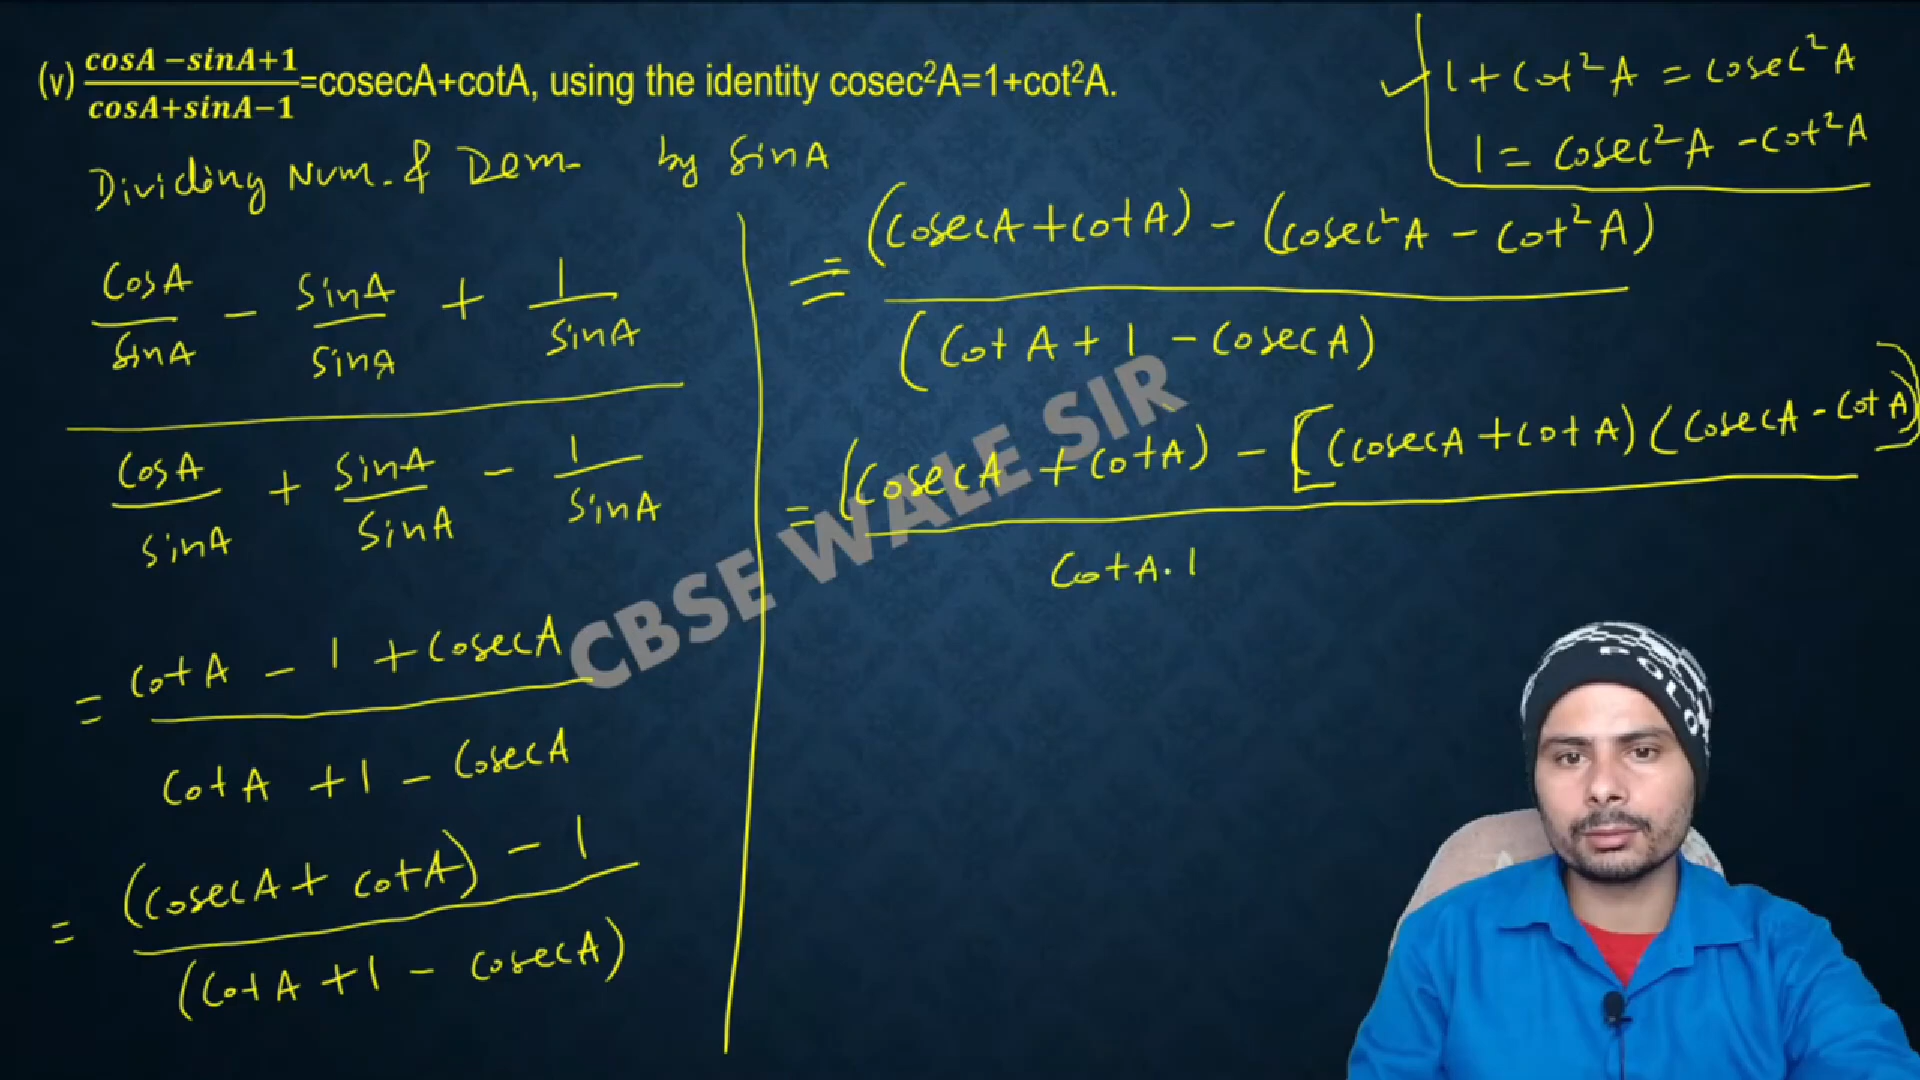 (v) cosA −sinA+1 / cosA+sinA−1 =cosecA+cotA, using the identity cosec²A=1+cot²A.
Dividing Num. & Dem. by SinA
CosA/SinA − SinA/SinA + 1/SinA
CosA/SinA + SinA/SinA − 1/SinA
= CotA − 1 + CosecA
CotA + 1 − CosecA
= (CosecA + CotA) − 1
(CotA + 1 − CosecA)
1 + Cot²A = Cosec²A
1 = Cosec²A − Cot²A
= (CosecA + CotA) − (Cosec²A − Cot²A)
(CotA + 1 − CosecA)
= (CosecA + CotA) − [(CosecA + CotA)(CosecA − CotA)]
CotA . 1
CBSE WALE SIR
POLO